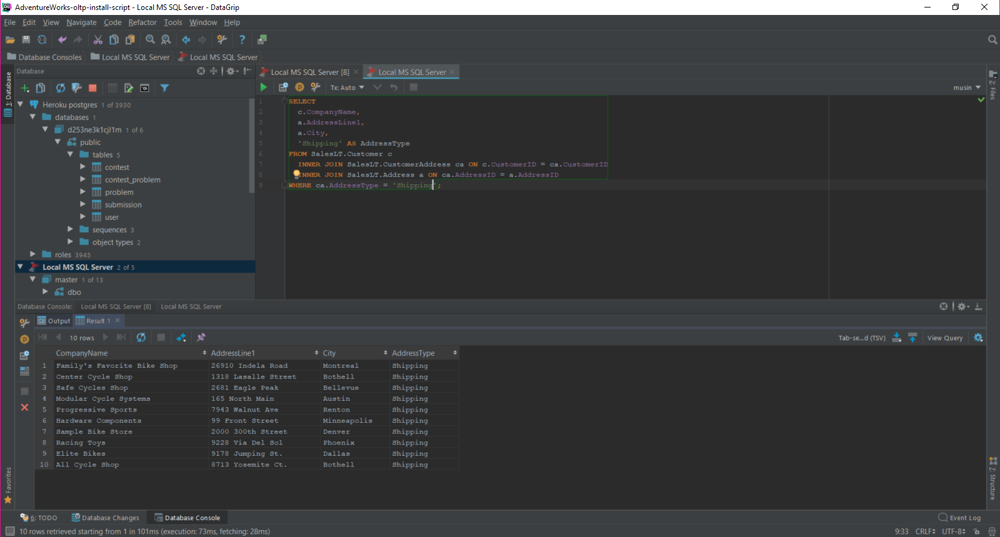 AdventureWorks-oltp-install-script - Local MS SQL Server - DataGrip
File Edit View Navigate Code Refactor Tools Window Help
Database Consoles Local MS SQL Server Local MS SQL Server
Database
Local MS SQL Server [8] Local MS SQL Server
Tx: Auto musin
1: Database
2: Files
Heroku postgres 1 of 3930
databases 1
d253ne3k1cjl1m 1 of 6
public
tables 5
contest
contest_problem
problem
submission
user
sequences 3
object types 2
roles 3945
Local MS SQL Server 2 of 5
master 1 of 13
dbo
1 SELECT
2 c.CompanyName,
3 a.AddressLine1,
4 a.City,
5 'Shipping' AS AddressType
6 FROM SalesLT.Customer c
7 INNER JOIN SalesLT.CustomerAddress ca ON c.CustomerID = ca.CustomerID
8 INNER JOIN SalesLT.Address a ON ca.AddressID = a.AddressID
9 WHERE ca.AddressType = 'Shipping';
Database Console: Local MS SQL Server [8] Local MS SQL Server
Output Result 1
10 rows Tab-se...d (TSV) View Query
CompanyName AddressLine1 City AddressType
1 Family's Favorite Bike Shop 26910 Indela Road Montreal Shipping
2 Center Cycle Shop 1318 Lasalle Street Bothell Shipping
3 Safe Cycles Shop 2681 Eagle Peak Bellevue Shipping
4 Modular Cycle Systems 165 North Main Austin Shipping
5 Progressive Sports 7943 Walnut Ave Renton Shipping
6 Hardware Components 99 Front Street Minneapolis Shipping
7 Sample Bike Store 2000 300th Street Denver Shipping
8 Racing Toys 9228 Via Del Sol Phoenix Shipping
9 Elite Bikes 9178 Jumping St. Dallas Shipping
10 All Cycle Shop 8713 Yosemite Ct. Bothell Shipping
Favorites
Z: Structure
6: TODO Database Changes Database Console Event Log
10 rows retrieved starting from 1 in 101ms (execution: 73ms, fetching: 28ms) 9:33 CRLF UTF-8